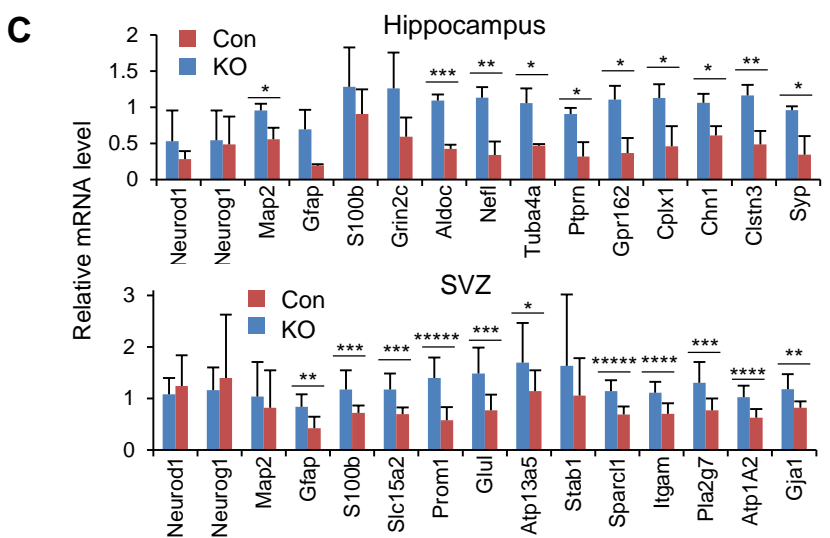 C
Hippocampus
Con
KO
Relative mRNA level
2
1.5
1
0.5
0
*
***
**
*
*
*
*
*
**
*
Neurod1
Neurog1
Map2
Gfap
S100b
Grin2c
Aldoc
Nefl
Tuba4a
Ptprn
Gpr162
Cplx1
Chn1
Clstn3
Syp
SVZ
Con
KO
3
2
1
0
**
***
***
*****
***
*
*****
****
***
****
**
Neurod1
Neurog1
Map2
Gfap
S100b
Slc15a2
Prom1
Glul
Atp13a5
Stab1
Sparcl1
Itgam
Pla2g7
Atp1A2
Gja1